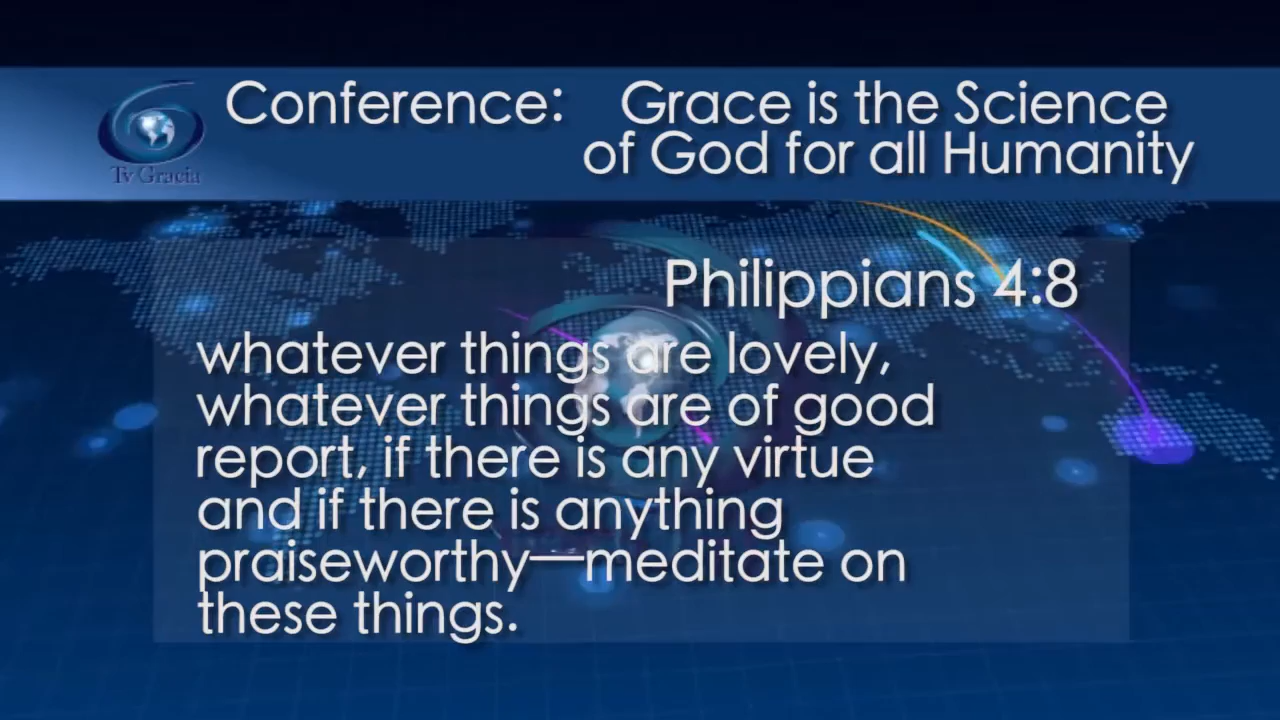 Conference: Grace is the Science
of God for all Humanity
Tv Gracia
Philippians 4:8
whatever things are lovely,
whatever things are of good
report, if there is any virtue
and if there is anything
praiseworthy—meditate on
these things.